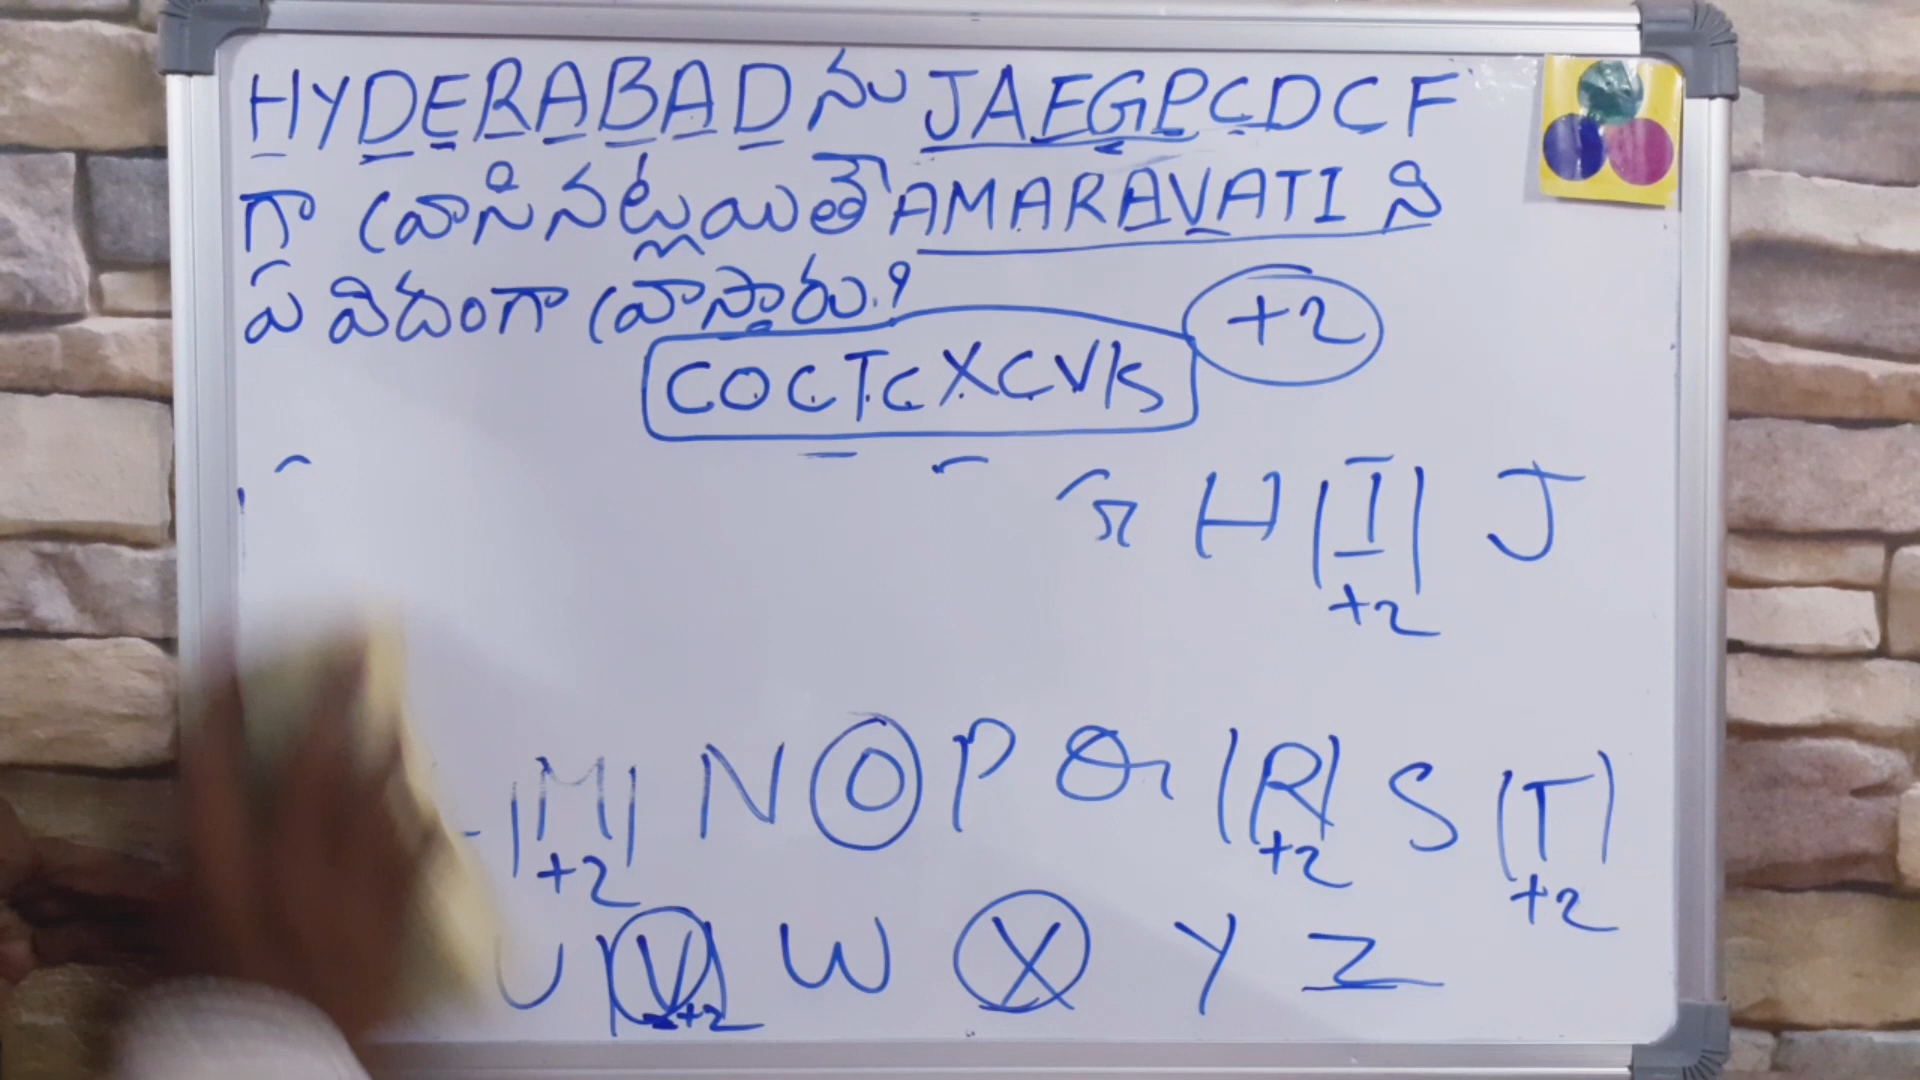 HYDERABAD ను JAFGPCDCF
గా వ్రాసినట్లయితే AMARAVATI ని
ఏ విదంగా వ్రాస్తారు.?
+2
COCTCXCVK
H I J
+2
M N O P Q R S T
+2 +2 +2
U V W X Y Z
+2